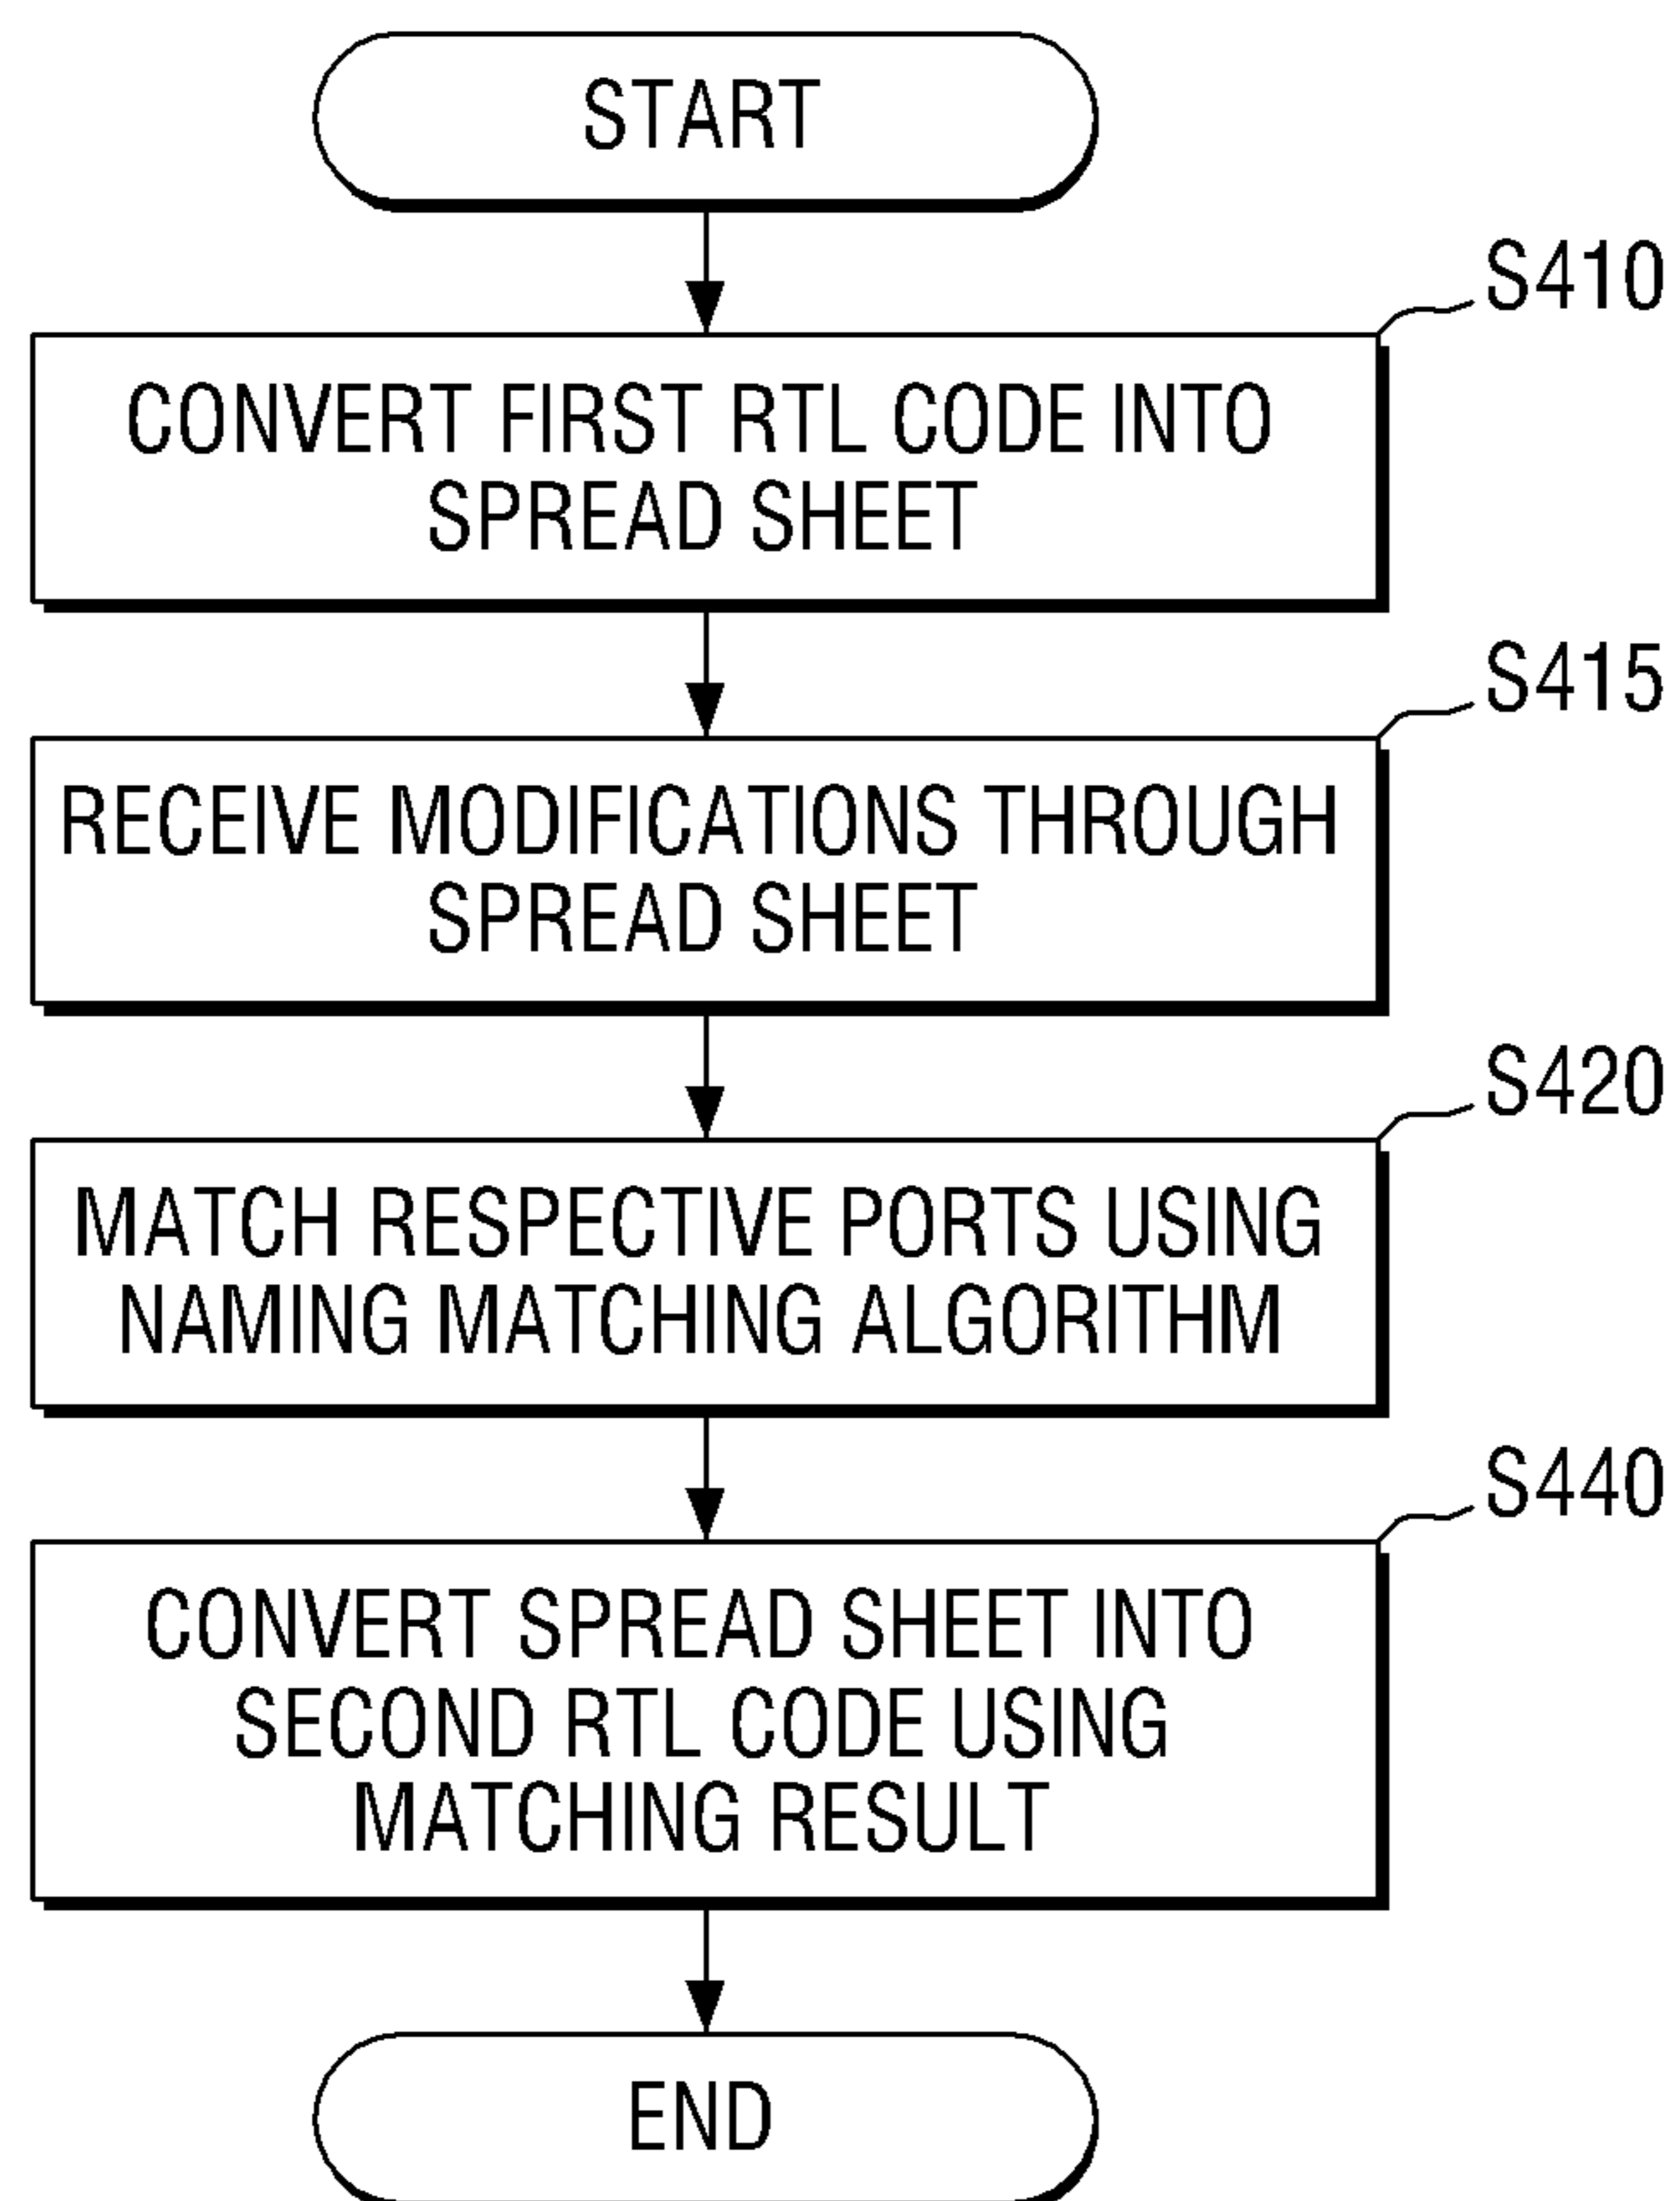 START
S410
CONVERT FIRST RTL CODE INTO
SPREAD SHEET
S415
RECEIVE MODIFICATIONS THROUGH
SPREAD SHEET
S420
MATCH RESPECTIVE PORTS USING
NAMING MATCHING ALGORITHM
S440
CONVERT SPREAD SHEET INTO
SECOND RTL CODE USING
MATCHING RESULT
END